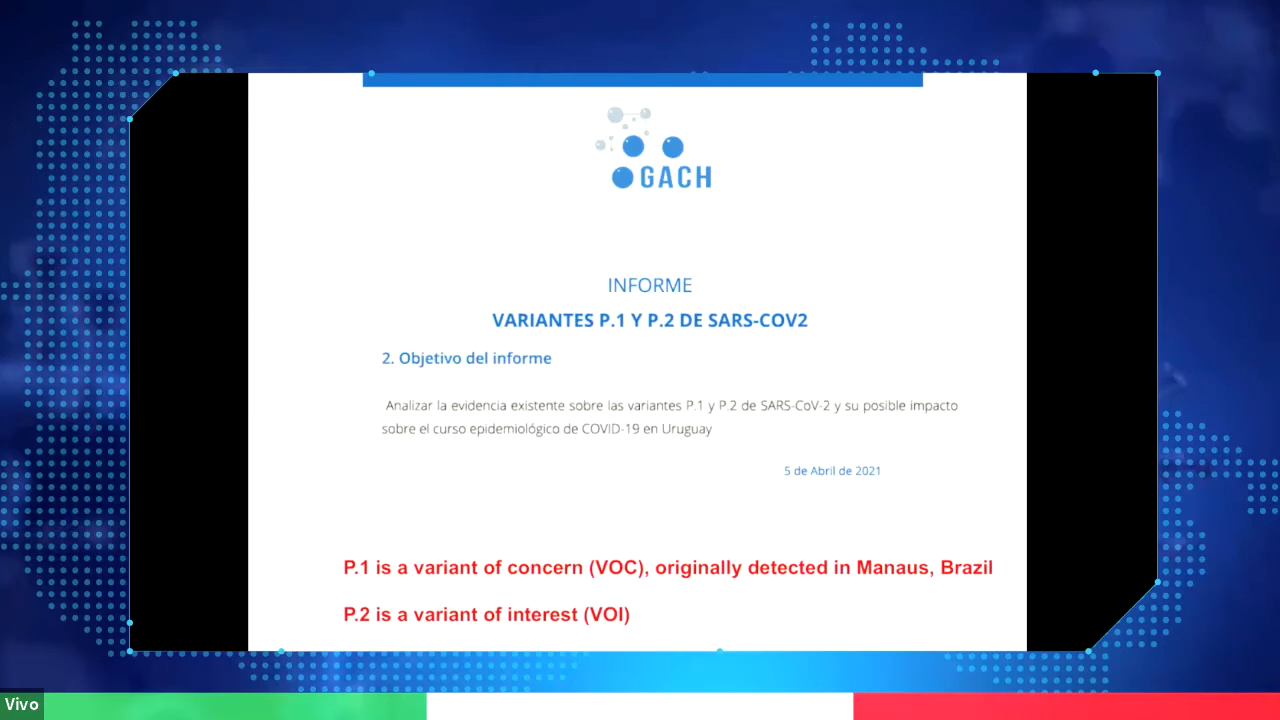 GACH
INFORME
VARIANTES P.1 Y P.2 DE SARS-COV2
2. Objetivo del informe
Analizar la evidencia existente sobre las variantes P.1 y P.2 de SARS-CoV-2 y su posible impacto
sobre el curso epidemiológico de COVID-19 en Uruguay
5 de Abril de 2021
P.1 is a variant of concern (VOC), originally detected in Manaus, Brazil
P.2 is a variant of interest (VOI)
Vivo